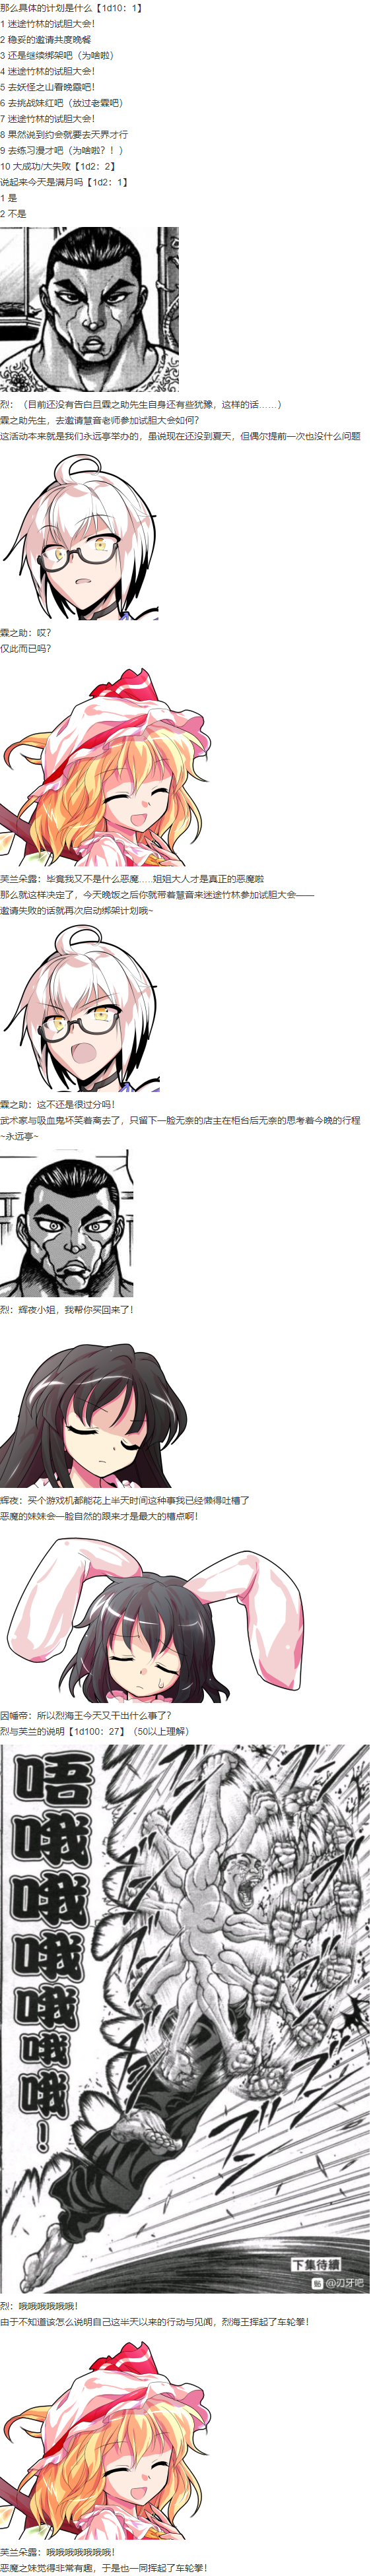 那么具体的计划是什么【1d10：1】
1 迷途竹林的试胆大会！
2 稳妥的邀请共度晚餐
3 还是继续绑架吧（为啥啦）
4 迷途竹林的试胆大会！
5 去妖怪之山看晚霞吧！
6 去挑战妹红吧（放过老霖吧）
7 迷途竹林的试胆大会！
8 果然说到约会就要去天界才行
9 去练习漫才吧（为啥啦？！）
10 大成功/大失败【1d2：2】
说起来今天是满月吗【1d2：1】
1 是
2 不是
烈：（目前还没有告白且霖之助先生自身还有些犹豫，这样的话……）
霖之助先生，去邀请慧音老师参加试胆大会如何？
这活动本来就是我们永远亭举办的，虽说现在还没到夏天，但偶尔提前一次也没什么问题
霖之助：哎？
仅此而已吗？
芙兰朵露：毕竟我又不是什么恶魔.....姐姐大人才是真正的恶魔啦
那么就这样决定了，今天晚饭之后你就带着慧音来迷途竹林参加试胆大会——
邀请失败的话就再次启动绑架计划哦~
霖之助：这不还是很过分吗！
武术家与吸血鬼坏笑着离去了，只留下一脸无奈的店主在柜台后无奈的思考着今晚的行程
~永远亭~
烈：辉夜小姐，我帮你买回来了！
辉夜：买个游戏机都能花上半天时间这种事我已经懒得吐槽了
恶魔的妹妹会一脸自然的跟来才是最大的槽点啊！
因幡帝：所以烈海王今天又干出什么事了？
烈与芙兰的说明【1d100：27】（50以上理解）
唔哦哦哦哦哦哦！
下集待續
贴 @刃牙吧
烈：哦哦哦哦哦哦！
由于不知道该怎么说明自己这半天以来的行动与见闻，烈海王挥起了车轮拳！
芙兰朵露：哦哦哦哦哦哦哦！
恶魔之妹觉得非常有趣，于是也一同挥起了车轮拳！